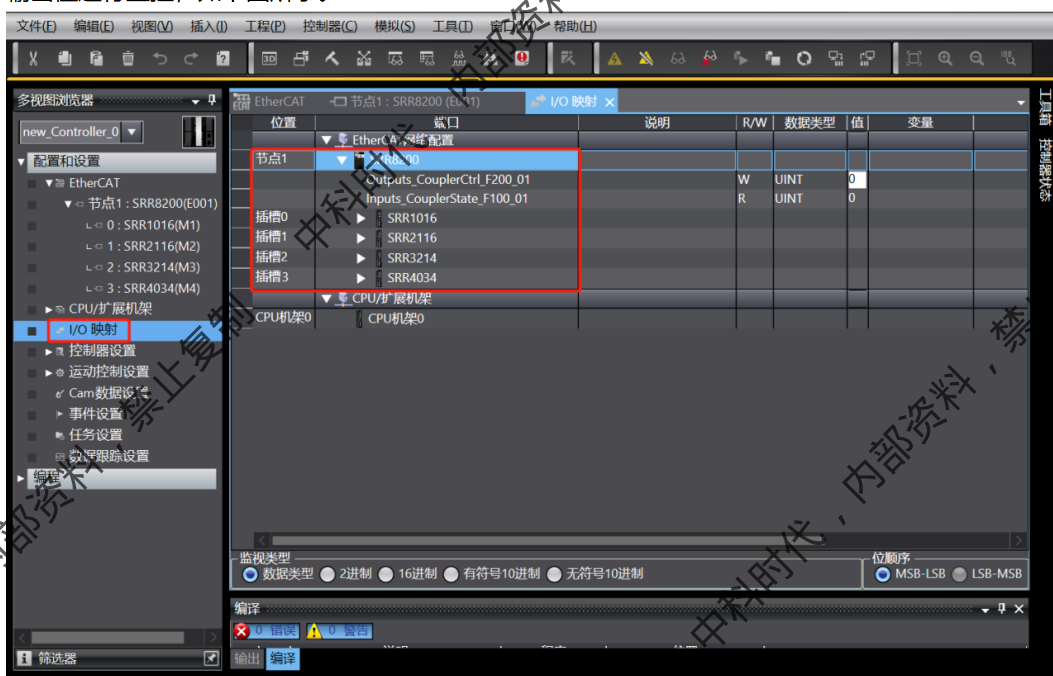 文件(F) 编辑(E) 视图(V) 插入(I) 工程(P) 控制器(C) 模拟(S) 工具(T) 窗口(W) 帮助(H)
多视图浏览器
EtherCAT 节点1 : SRR8200 (E001) I/O 映射
工具箱
控制器状态
new_Controller_0
位置 端口 说明 R/W 数据类型 值 变量
EtherCAT网络配置
配置和设置
节点1 SRR8200
EtherCAT
Outputs_CouplerCtrl_F200_01 W UINT 0
节点1 : SRR8200(E001)
Inputs_CouplerState_F100_01 R UINT 0
0 : SRR1016(M1)
插槽0 SRR1016
1 : SRR2116(M2)
插槽1 SRR2116
2 : SRR3214(M3)
插槽2 SRR3214
3 : SRR4034(M4)
插槽3 SRR4034
CPU/扩展机架
CPU/扩展机架
I/O 映射
CPU机架0 CPU机架0
控制器设置
运动控制设置
Cam数据设置
事件设置
任务设置
数据跟踪设置
编程
监视类型
数据类型 2进制 16进制 有符号10进制 无符号10进制
位顺序
MSB-LSB LSB-MSB
编译
0 错误 0 警告
筛选器
输出 编译
中科时代，内部资料，禁止复制
中科时代，内部资料，禁
内部资料
内部资料，禁止复制